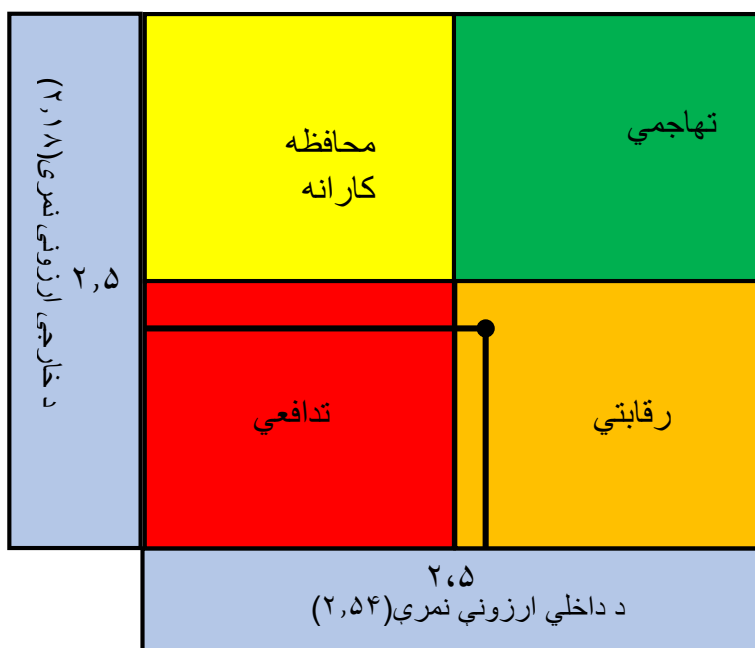 تهاجمي
محافظه
کارانه
د خارجي ارزونې نمرې(۲,۱۸)
۲,۵
رقابتي
تدافعي
۲،۵
د داخلي ارزونې نمرې(۲,۵۴)